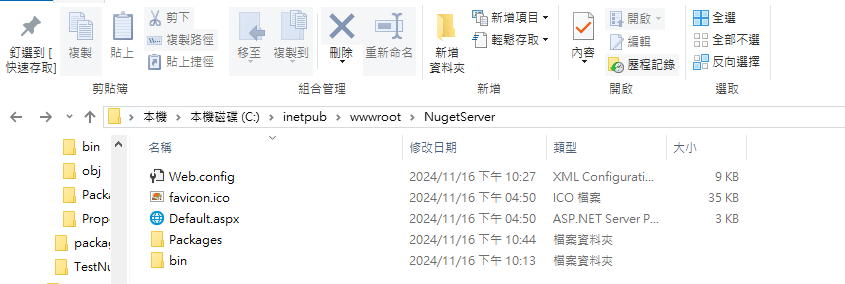 釘選到 [
快速存取]
複製
貼上
剪下
複製路徑
貼上捷徑
剪貼簿
移至
複製到
刪除
重新命名
組合管理
新增
資料夾
新增項目
輕鬆存取
新增
內容
開啟
編輯
歷程記錄
開啟
全選
全部不選
反向選擇
選取
本機 > 本機磁碟 (C:) > inetpub > wwwroot > NugetServer
bin
obj
Packa
Prope
packag
TestNu
名稱 修改日期 類型 大小
Web.config 2024/11/16 下午 10:27 XML Configurati... 9 KB
favicon.ico 2024/11/16 下午 04:50 ICO 檔案 35 KB
Default.aspx 2024/11/16 下午 04:50 ASP.NET Server P... 3 KB
Packages 2024/11/16 下午 10:44 檔案資料夾
bin 2024/11/16 下午 10:13 檔案資料夾